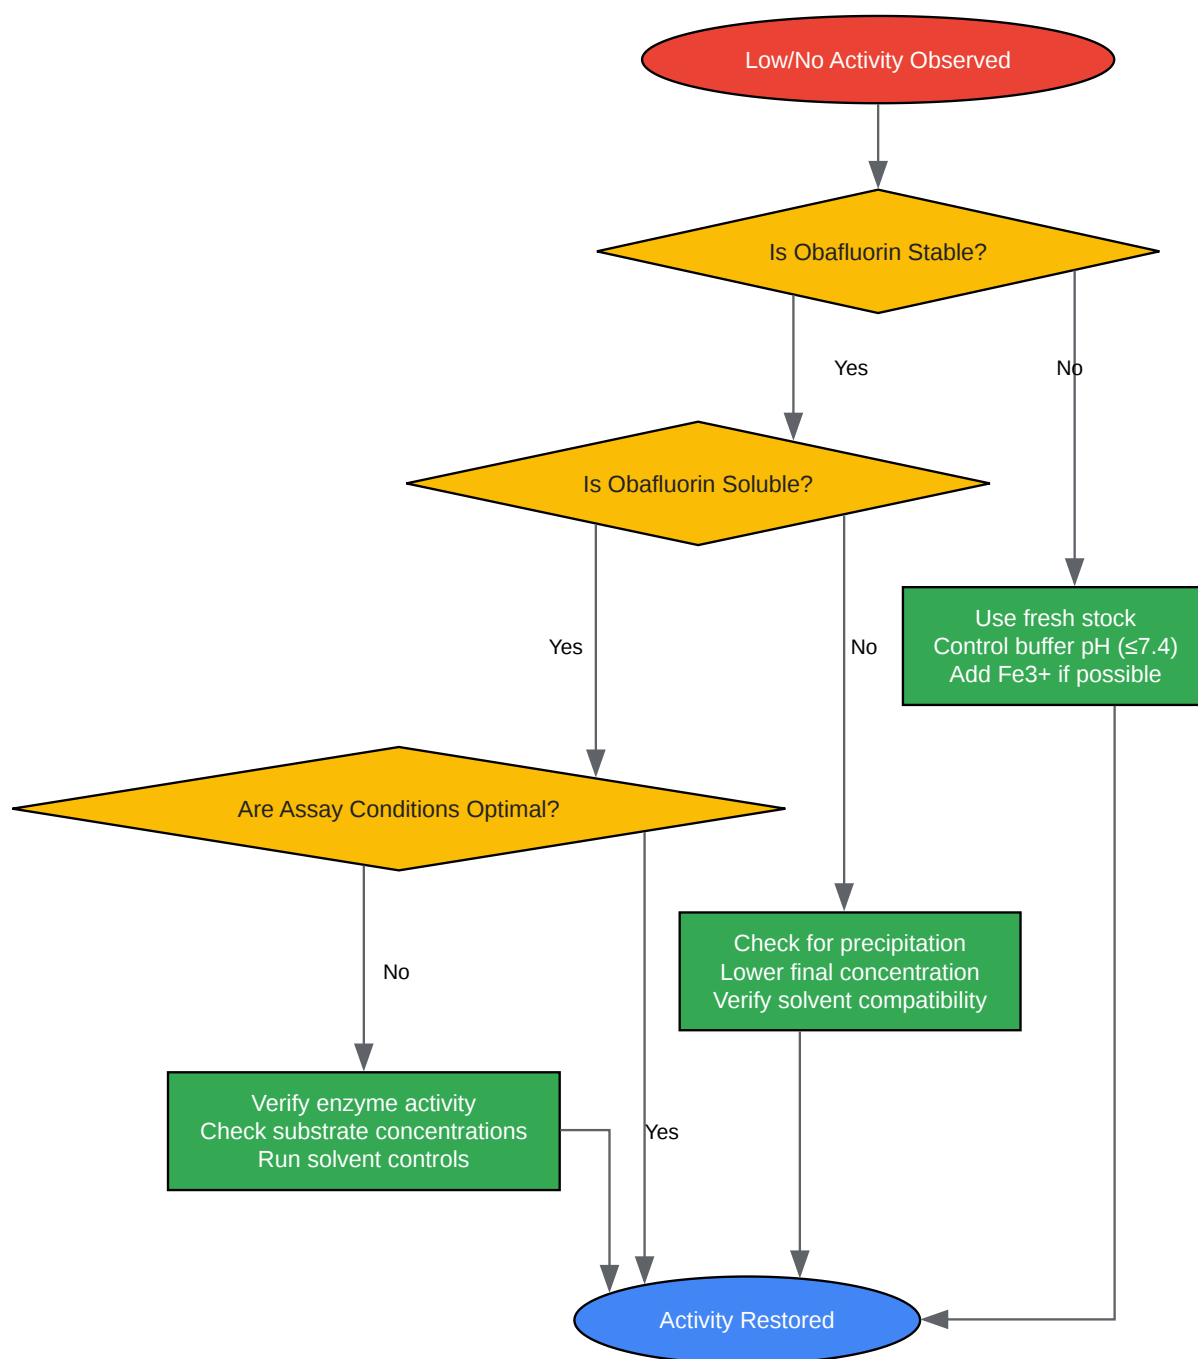 Low/No Activity Observed
Is Obafluorin Stable?
Yes
No
Is Obafluorin Soluble?
Use fresh stock
Control buffer pH (≤7.4)
Add Fe3+ if possible
Yes
No
Are Assay Conditions Optimal?
Check for precipitation
Lower final concentration
Verify solvent compatibility
No
Verify enzyme activity
Check substrate concentrations
Run solvent controls
Yes
Activity Restored